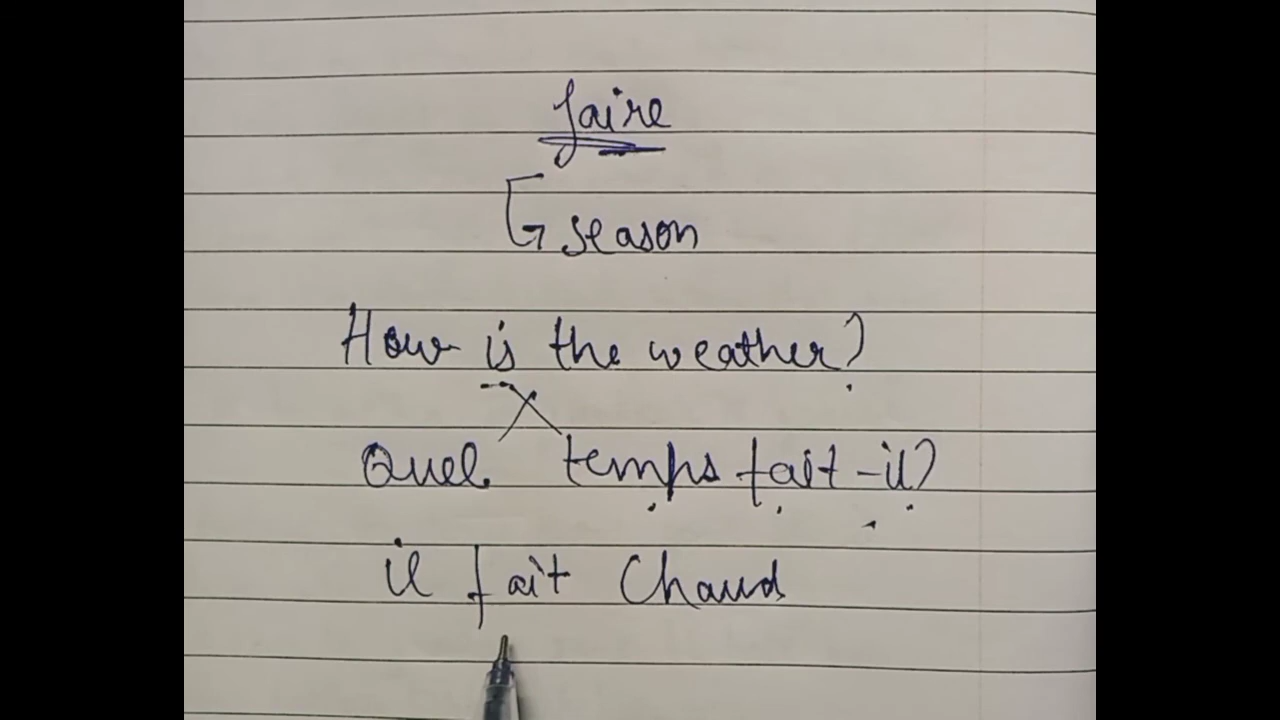 faire
season
How is the weather?
Quel temps fait-il?
il fait Chaud